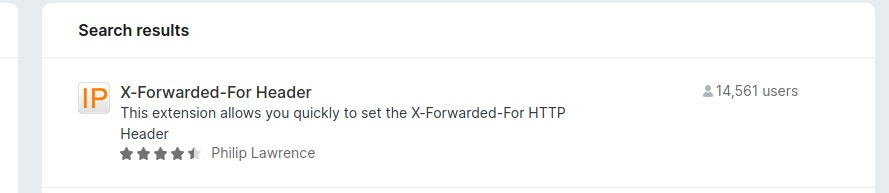 Search results
IP
X-Forwarded-For Header
14,561 users
This extension allows you quickly to set the X-Forwarded-For HTTP
Header
Philip Lawrence